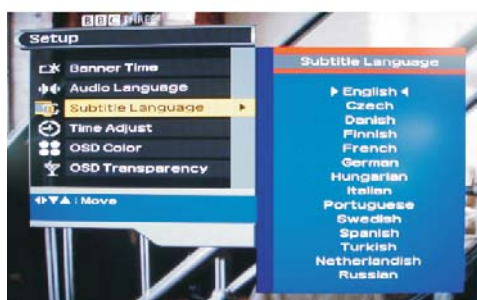 BBC THREE
Setup
Banner Time
Audio Language
Subtitle Language
Time Adjust
OSD Color
OSD Transparency
: Move
Subtitle Language
English
Czech
Danish
Finnish
French
German
Hungarian
Italian
Portuguese
Swedish
Spanish
Turkish
Netherlandish
Russian